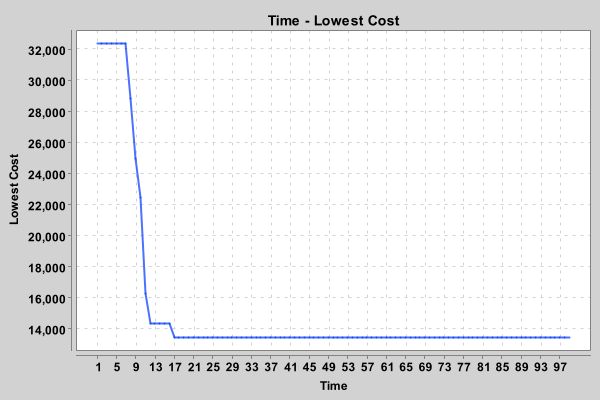 Time - Lowest Cost
32,000
30,000
28,000
26,000
24,000
22,000
20,000
18,000
16,000
14,000
Lowest Cost
1 5 9 13 17 21 25 29 33 37 41 45 49 53 57 61 65 69 73 77 81 85 89 93 97
Time